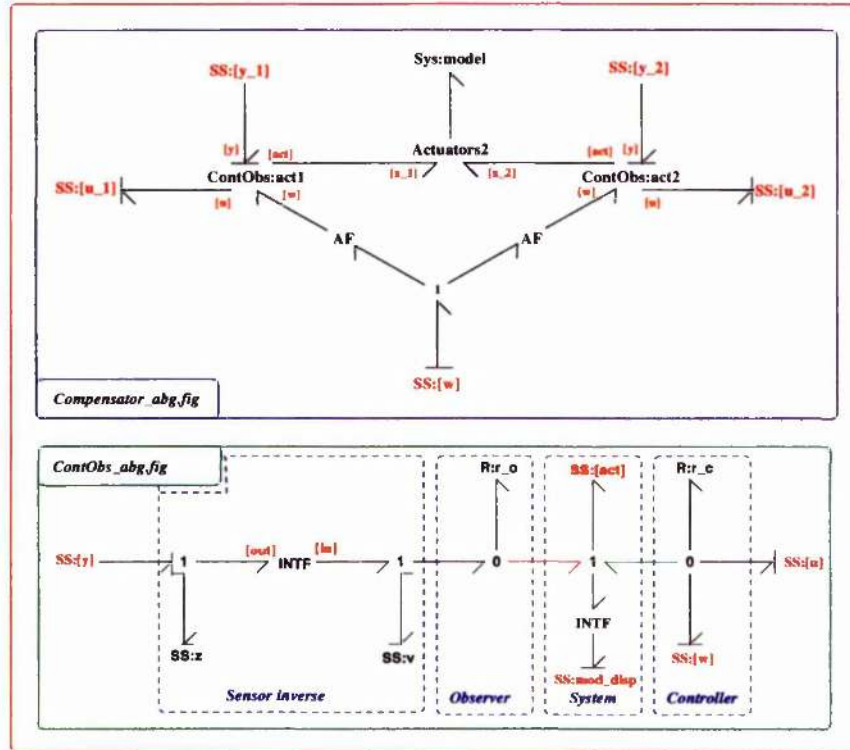 Sys:model
SS:[y_1]
SS:[y_2]
[y]
[act]
Actuators2
[act]
[y]
ContObs:act1
[s_1]
[s_2]
ContObs:act2
SS:[u_1]
[u]
[w]
[w]
[u]
SS:[u_2]
AF
AF
1
SS:[w]
Compensator_abg.fig
ContObs_abg.fig
R:r_o
SS:[act]
R:r_c
SS:[y]
1
[out]
INTF
[in]
1
0
1
0
SS:[u]
INTF
SS:z
SS:v
SS:mod_disp
SS:[w]
Sensor inverse
Observer
System
Controller